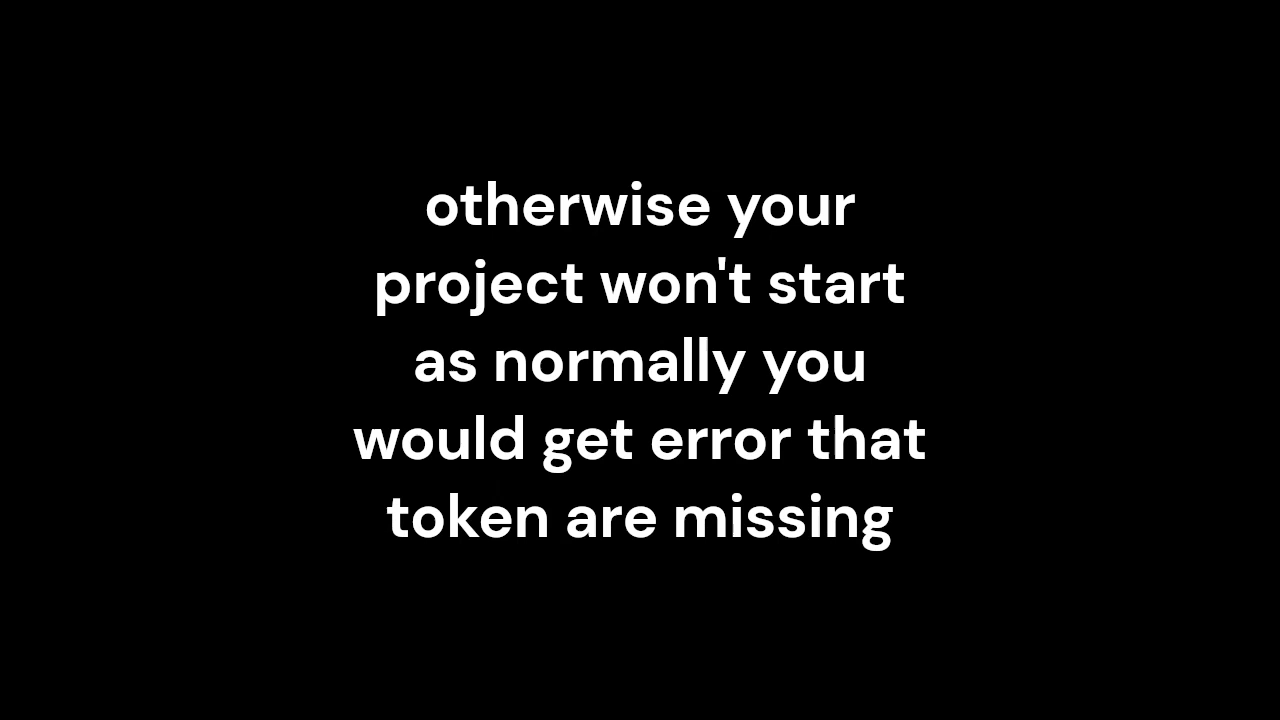 otherwise your
project won't start
as normally you
would get error that
token are missing